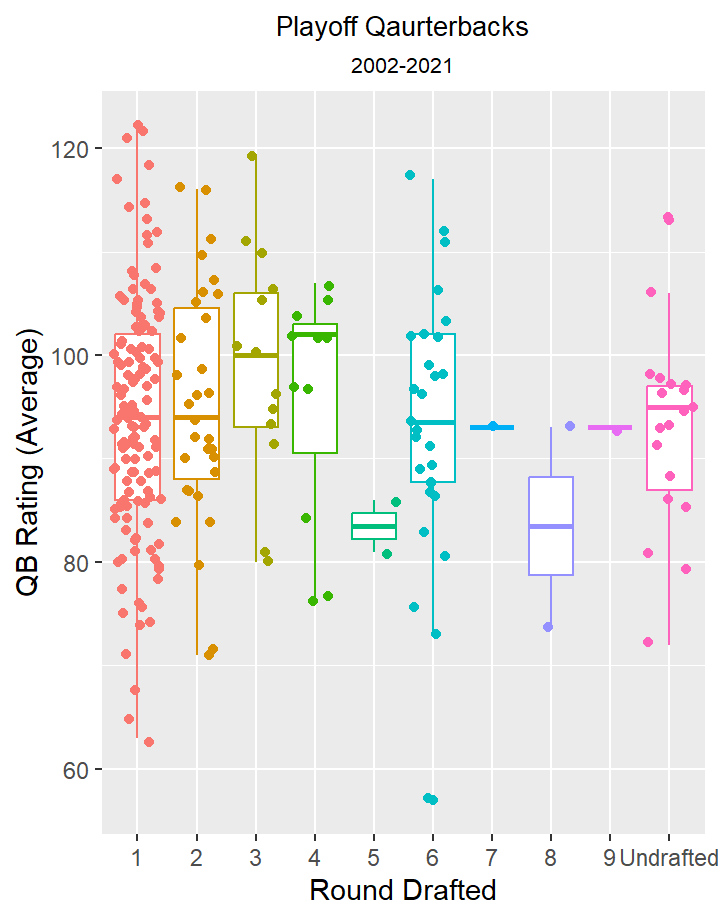 Playoff Qaurterbacks
2002-2021
QB Rating (Average)
120
100
80
60
1 2 3 4 5 6 7 8 9 Undrafted
Round Drafted